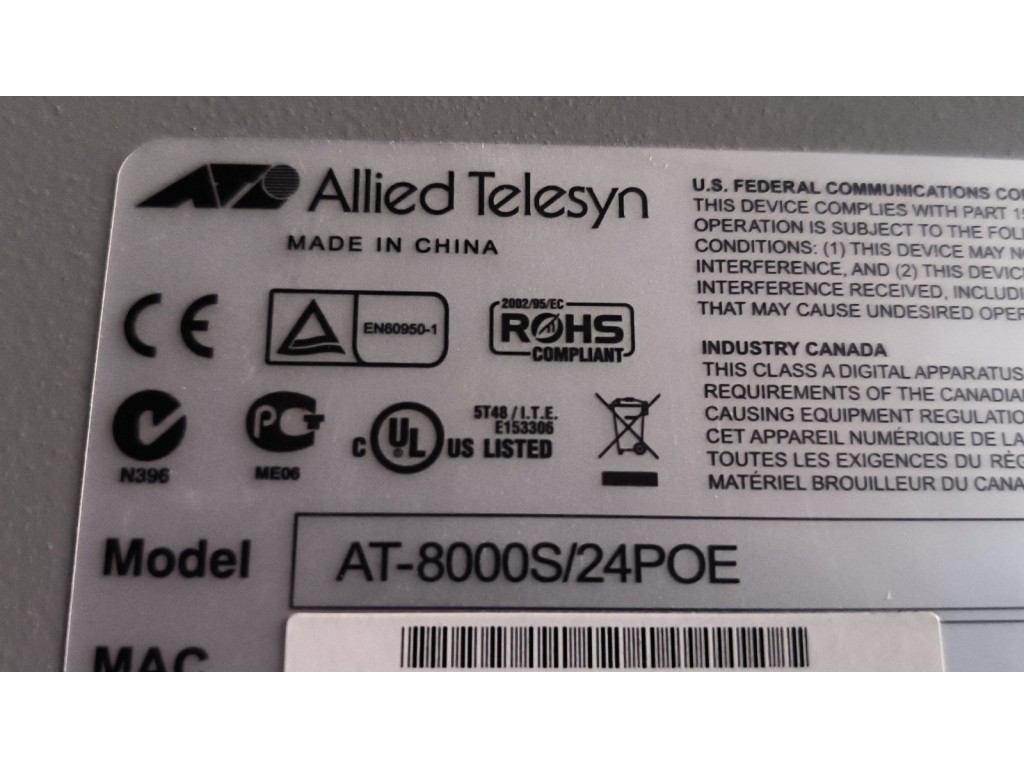 Allied Telesyn
MADE IN CHINA
U.S. FEDERAL COMMUNICATIONS
THIS DEVICE COMPLIES WITH PART
OPERATION IS SUBJECT TO THE
CONDITIONS: (1) THIS DEVICE MAY
INTERFERENCE, AND (2) THIS
INTERFERENCE RECEIVED,
THAT MAY CAUSE UNDESIRED
INDUSTRY CANADA
THIS CLASS A DIGITAL APPARATUS
REQUIREMENTS OF THE
CAUSING EQUIPMENT
CET APPAREIL NUMÉRIQUE DE LA
TOUTES LES EXIGENCES DU
MATÉRIEL BROUILLEUR DU
CE
EN60950-1
2002/95/EC
ROHS
COMPLIANT
N396
PCT
ME06
C UL US LISTED
5T48 / I.T.E.
E153306
Model AT-8000S/24POE
MAC